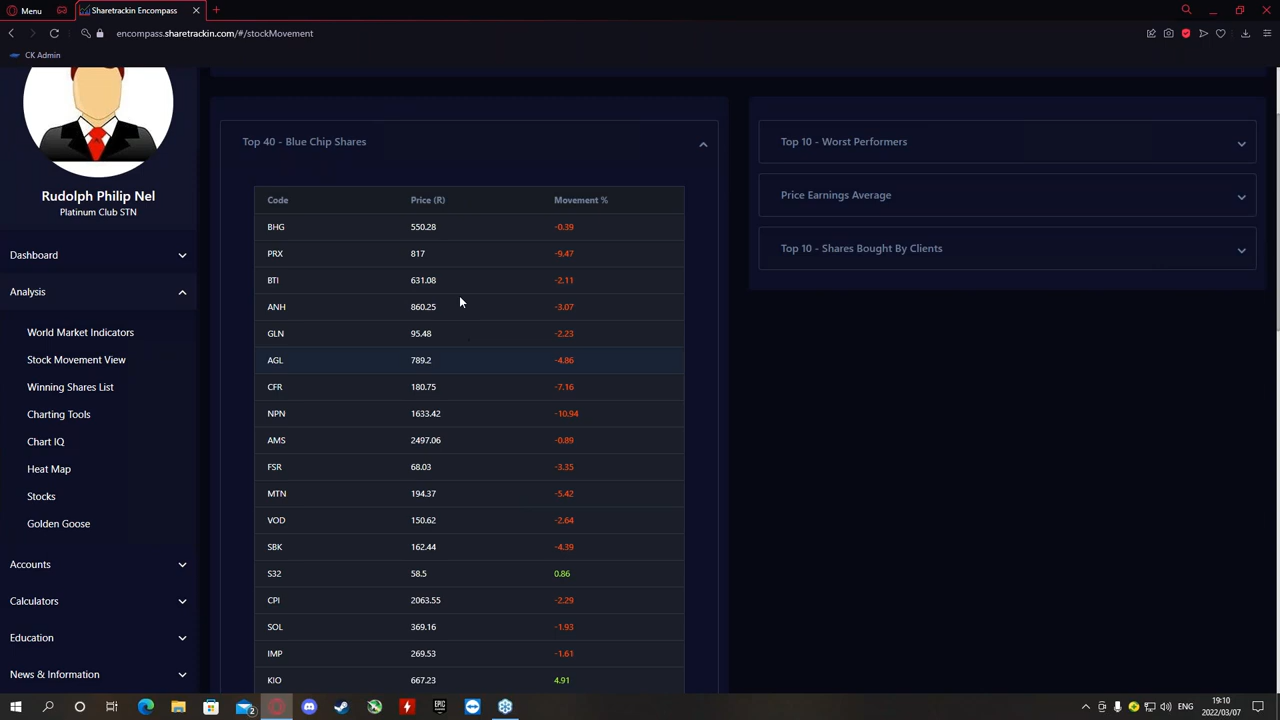 Menu
Sharetrackin Encompass
encompass.sharetrackin.com/#/stockMovement
CK Admin
Rudolph Philip Nel
Platinum Club STN
Dashboard
Analysis
World Market Indicators
Stock Movement View
Winning Shares List
Charting Tools
Chart IQ
Heat Map
Stocks
Golden Goose
Accounts
Calculators
Education
News & Information
Top 40 - Blue Chip Shares
Code Price (R) Movement %
BHG 550.28 -0.39
PRX 817 -9.47
BTI 631.08 -2.11
ANH 860.25 -3.07
GLN 95.48 -2.23
AGL 789.2 -4.86
CFR 180.75 -7.16
NPN 1633.42 -10.94
AMS 2497.06 -0.89
FSR 68.03 -3.35
MTN 194.37 -5.42
VOD 150.62 -2.64
SBK 162.44 -4.39
S32 58.5 0.86
CPI 2063.55 -2.29
SOL 369.16 -1.93
IMP 269.53 -1.61
KIO 667.23 4.91
Top 10 - Worst Performers
Price Earnings Average
Top 10 - Shares Bought By Clients
2
EPIC
ENG
19:10
2022/03/07